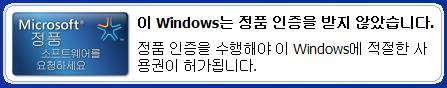 Microsoft®
정품
소프트웨어를
요청하세요
이 Windows는 정품 인증을 받지 않았습니다.
정품 인증을 수행해야 이 Windows에 적절한 사
용권이 허가됩니다.